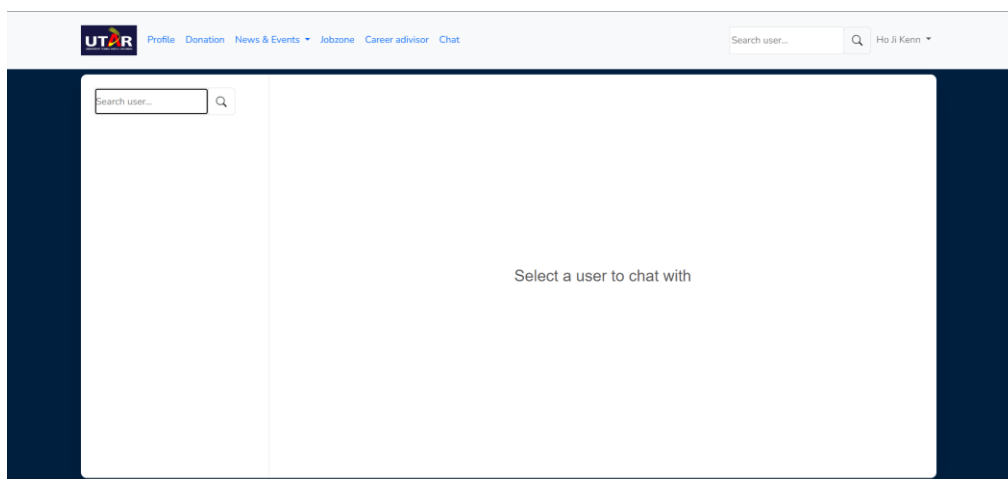 UTAR
Profile Donation News & Events Jobzone Career adivisor Chat
Search user...
Ho Ji Kenn
Search user...
Select a user to chat with